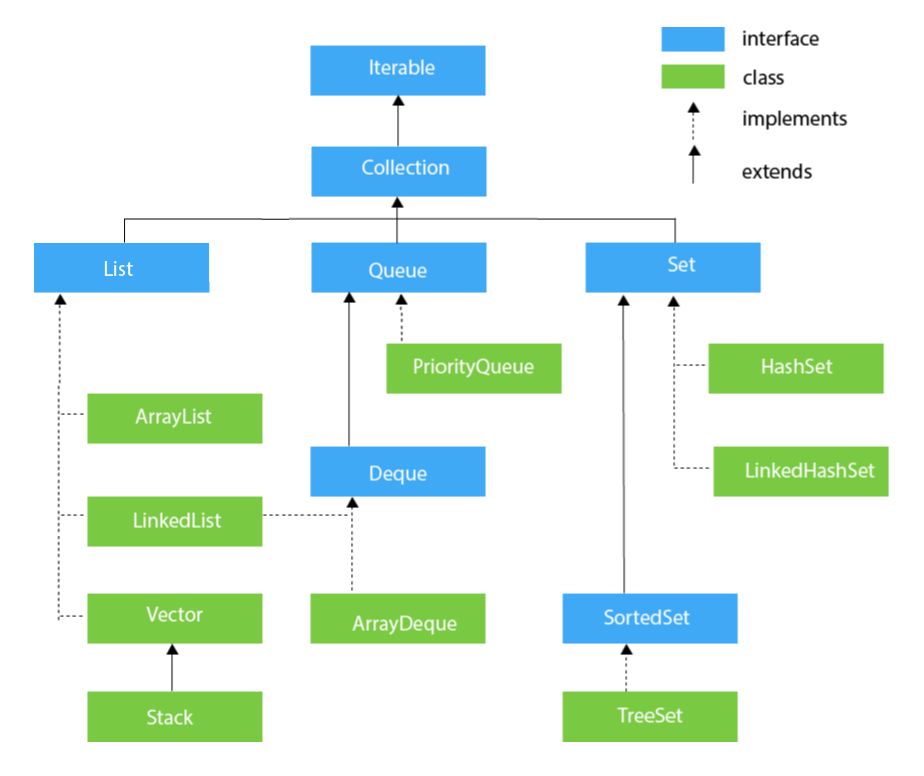 interface
Iterable
class
implements
Collection
extends
List
Queue
Set
PriorityQueue
HashSet
ArrayList
Deque
LinkedHashSet
LinkedList
Vector
ArrayDeque
SortedSet
Stack
TreeSet